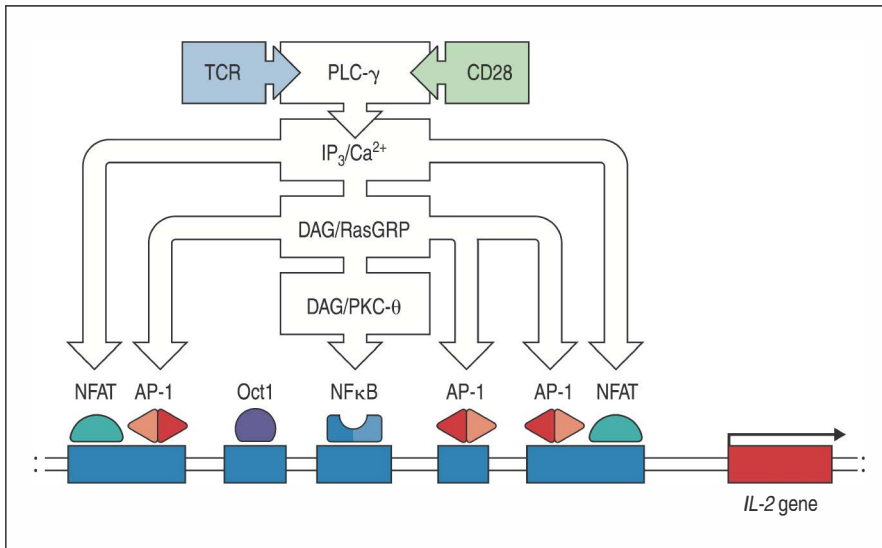 TCR
PLC-γ
CD28
IP₃/Ca²⁺
DAG/RasGRP
DAG/PKC-θ
NFAT
AP-1
Oct1
NFκB
AP-1
AP-1
NFAT
IL-2 gene